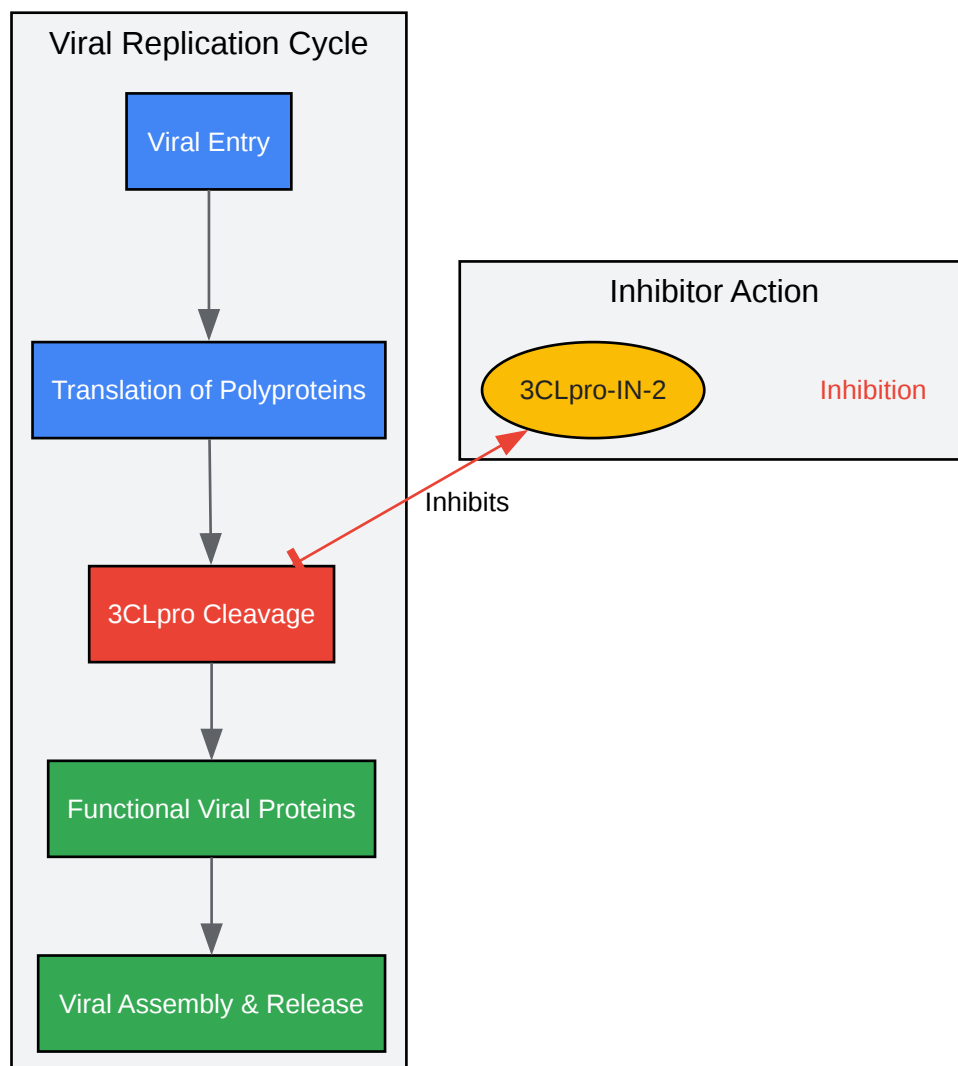 Viral Replication Cycle
Viral Entry
Translation of Polyproteins
3CLpro Cleavage
Functional Viral Proteins
Viral Assembly & Release
Inhibitor Action
3CLpro-IN-2
Inhibition
Inhibits